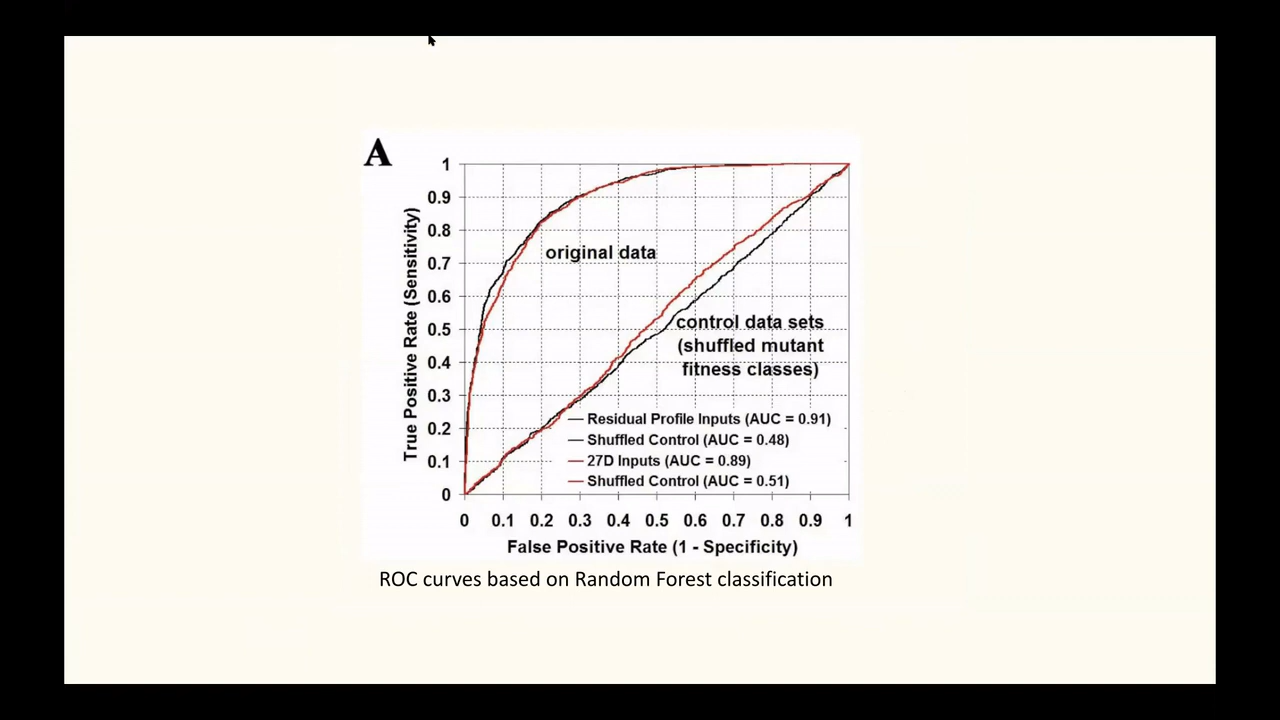 A
1
0.9
0.8
0.7
0.6
0.5
0.4
0.3
0.2
0.1
0
True Positive Rate (Sensitivity)
original data
control data sets
(shuffled mutant
fitness classes)
Residual Profile Inputs (AUC = 0.91)
Shuffled Control (AUC = 0.48)
27D Inputs (AUC = 0.89)
Shuffled Control (AUC = 0.51)
0 0.1 0.2 0.3 0.4 0.5 0.6 0.7 0.8 0.9 1
False Positive Rate (1 - Specificity)
ROC curves based on Random Forest classification